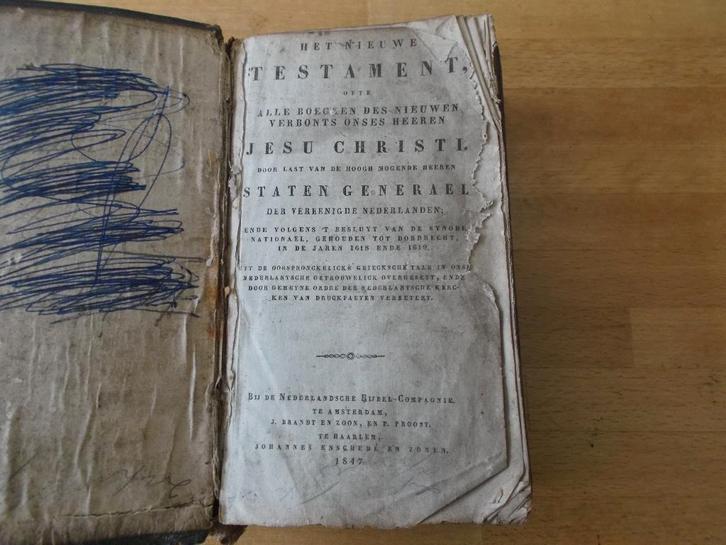 HET NIEUWE
TESTAMENT,
OFTE
ALLE BOECKEN DES NIEUWEN
VERBONTS ONSES HEEREN
JESU CHRISTI.
DOOR LAST VAN DE HOOGH MOGENDE HEEREN
STATEN GENERAEL
DER VEREENIGDE NEDERLANDEN;
ENDE VOLGENS 'T BESLUYT VAN DE SYNODE
NATIONAEL, GEHOUDEN TOT DORDRECHT,
IN DE JAREN 1618 ENDE 1619.
UIT DE OORSPRONCKELICKE GRIECKSCHE TALE IN ONSE
NEDERLANTSCHE GETROUWELICK OVERGESET, ENDE
DOOR GEMEYNE ORDRE DER NEDERLANTSCHE KERC-
KEN VAN DRUCKFAUTEN VERBETERT.
BIJ DE NEDERLANDSCHE BIJBEL-COMPAGNIE.
TE AMSTERDAM,
J. BRANDT EN ZOON, EN P. PROOST.
TE HAARLEM,
JOHANNES ENSCHEDÉ EN ZONEN.
1847